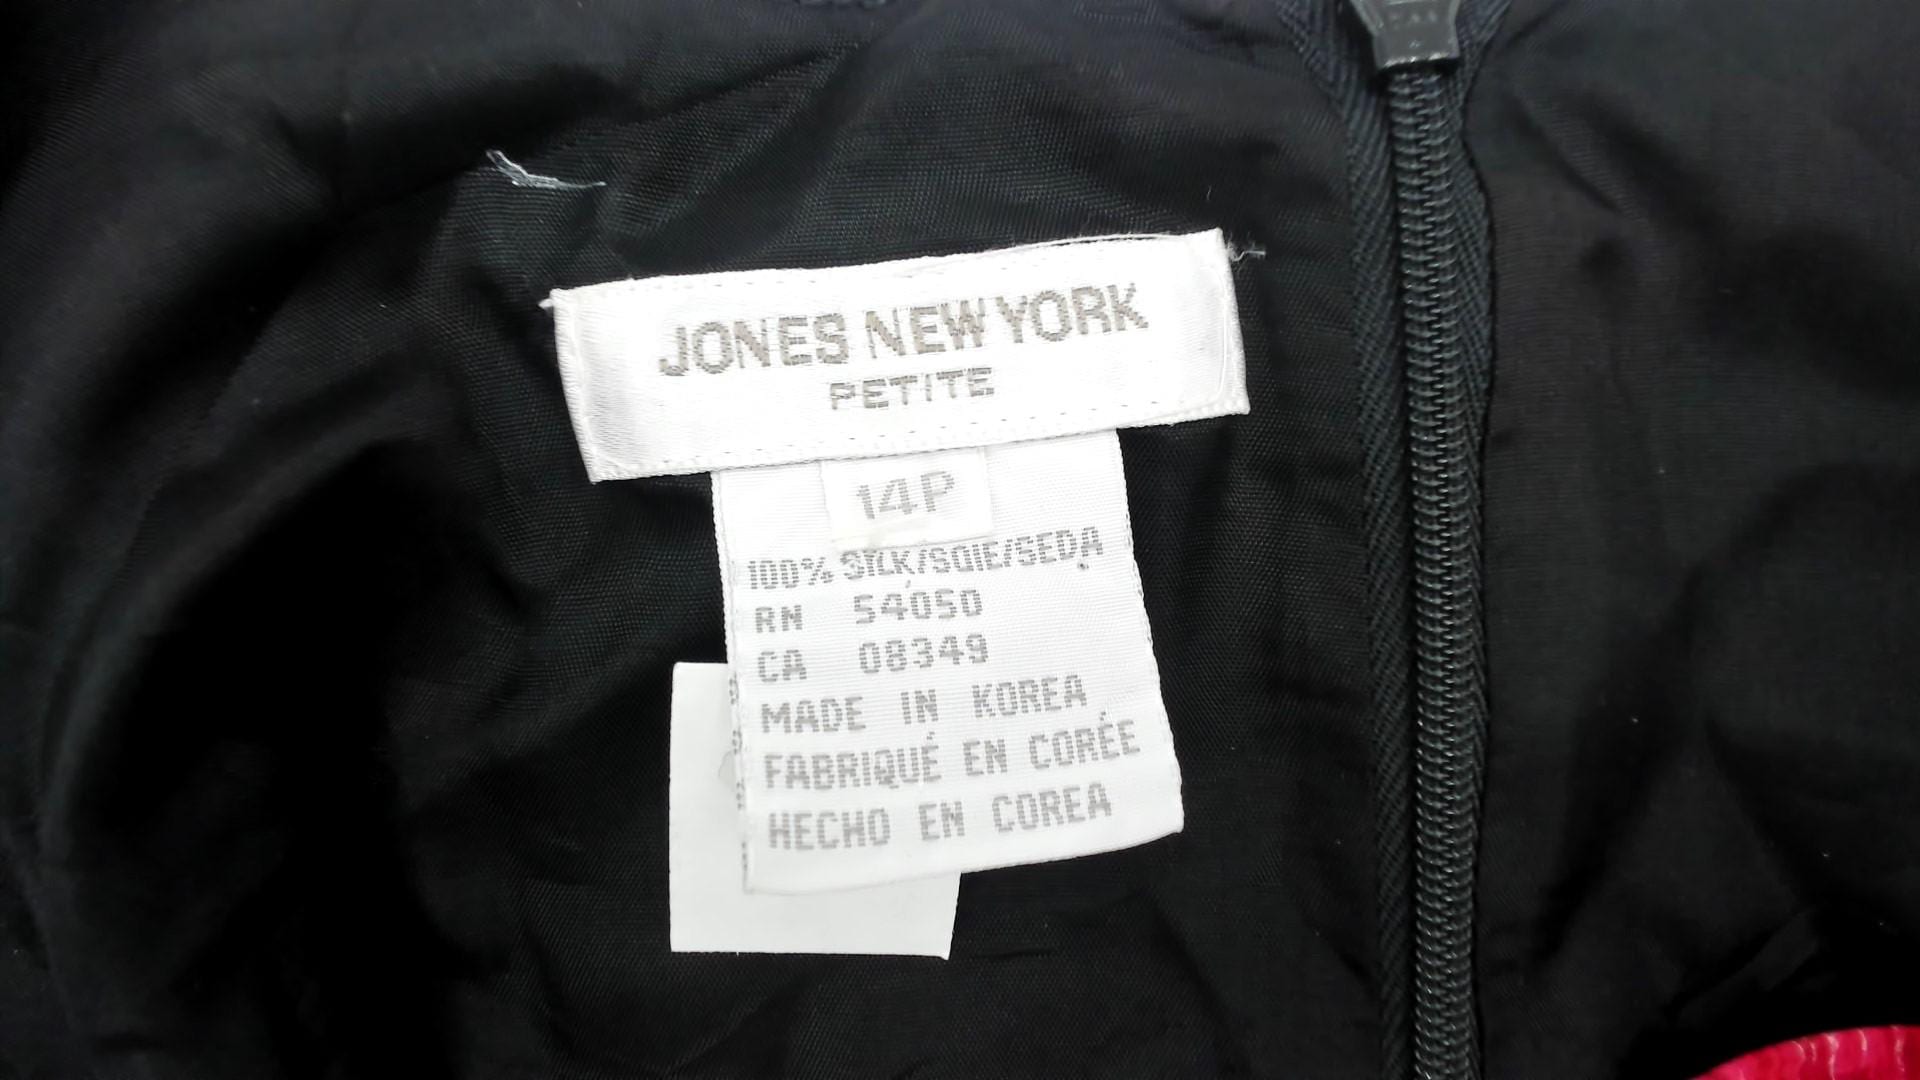 JONES NEW YORK
PETITE
14P
100% SILK/SOIE/SEDA
RN 54050
CA 08349
MADE IN KOREA
FABRIQUÉ EN CORÉE
HECHO EN COREA